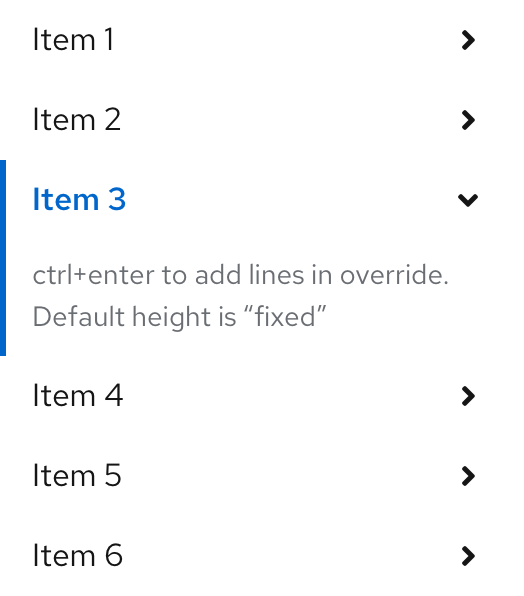 Item 1
Item 2
Item 3
ctrl+enter to add lines in override.
Default height is “fixed”
Item 4
Item 5
Item 6